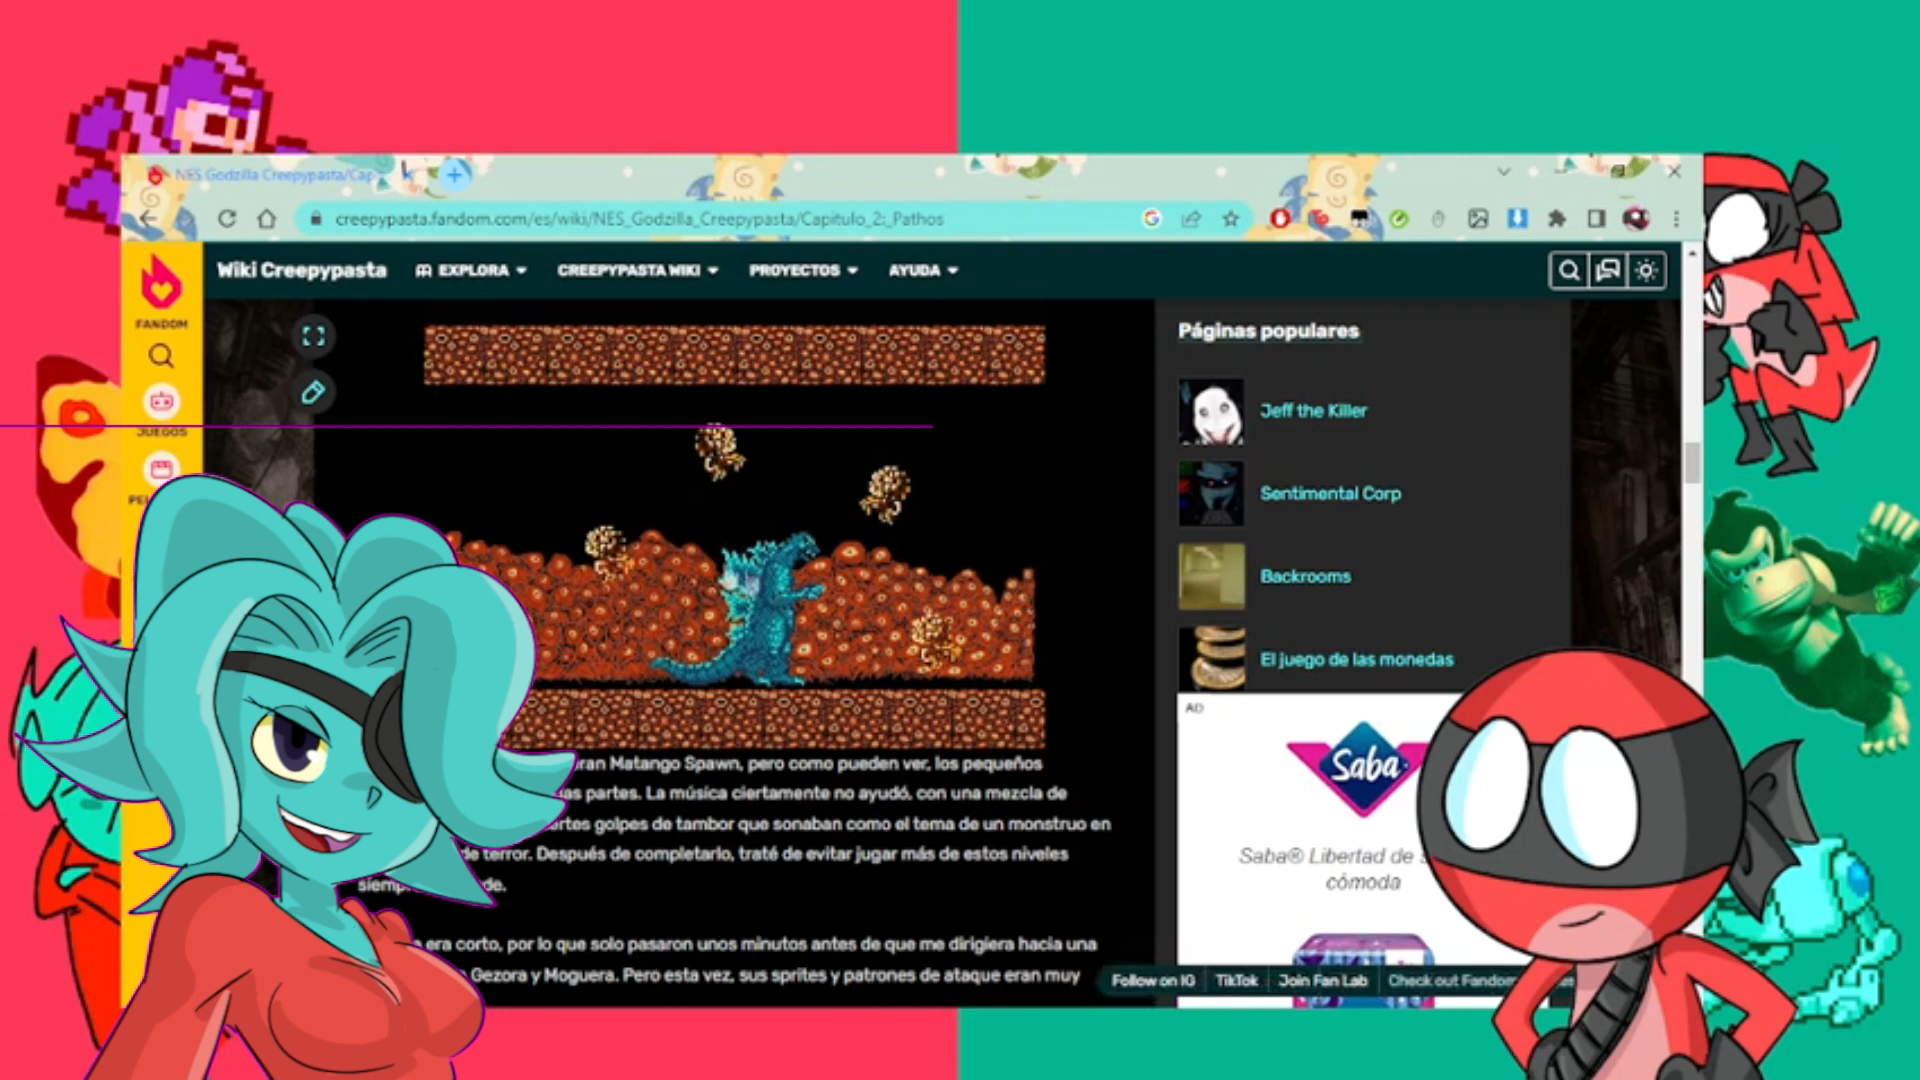 NES Godzilla Creepypasta/Cap
creepypasta.fandom.com/es/wiki/NES_Godzilla_Creepypasta/Capitulo_2:_Pathos
Wiki Creepypasta
EXPLORA
CREEPYPASTA WIKI
PROYECTOS
AYUDA
FANDOM
JUEGOS
Páginas populares
Jeff the Killer
Sentimental Corp
Backrooms
El juego de las monedas
AD
Saba
Saba® Libertad de
cómoda
Matango Spawn, pero como pueden ver, los pequeños
partes. La música ciertamente no ayudó, con una mezcla de
golpes de tambor que sonaban como el tema de un monstruo en
de terror. Después de completarlo, traté de evitar jugar más de estos niveles
era corto, por lo que solo pasaron unos minutos antes de que me dirigiera hacia una
Gezora y Moguera. Pero esta vez, sus sprites y patrones de ataque eran muy
Follow on IG
TikTok
Join Fan Lab
Check out Fandom